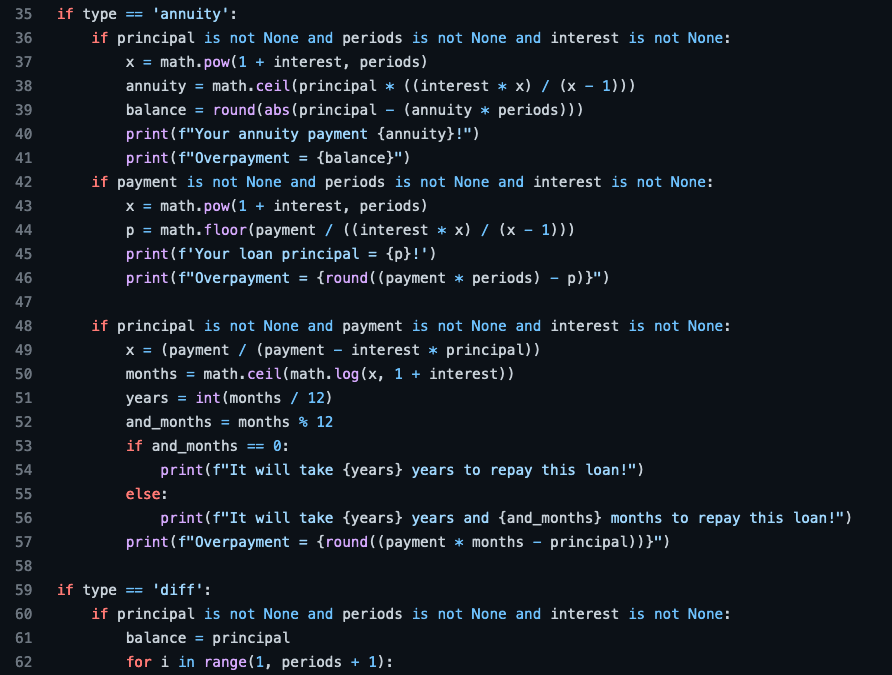 35 if type == 'annuity':
36     if principal is not None and periods is not None and interest is not None:
37         x = math.pow(1 + interest, periods)
38         annuity = math.ceil(principal * ((interest * x) / (x - 1)))
39         balance = round(abs(principal - (annuity * periods)))
40         print(f"Your annuity payment {annuity}!")
41         print(f"Overpayment = {balance}")
42     if payment is not None and periods is not None and interest is not None:
43         x = math.pow(1 + interest, periods)
44         p = math.floor(payment / ((interest * x) / (x - 1)))
45         print(f'Your loan principal = {p}!')
46         print(f"Overpayment = {round((payment * periods) - p)}")
47
48     if principal is not None and payment is not None and interest is not None:
49         x = (payment / (payment - interest * principal))
50         months = math.ceil(math.log(x, 1 + interest))
51         years = int(months / 12)
52         and_months = months % 12
53         if and_months == 0:
54             print(f"It will take {years} years to repay this loan!")
55         else:
56             print(f"It will take {years} years and {and_months} months to repay this loan!")
57         print(f"Overpayment = {round((payment * months - principal))}")
58
59 if type == 'diff':
60     if principal is not None and periods is not None and interest is not None:
61         balance = principal
62         for i in range(1, periods + 1):